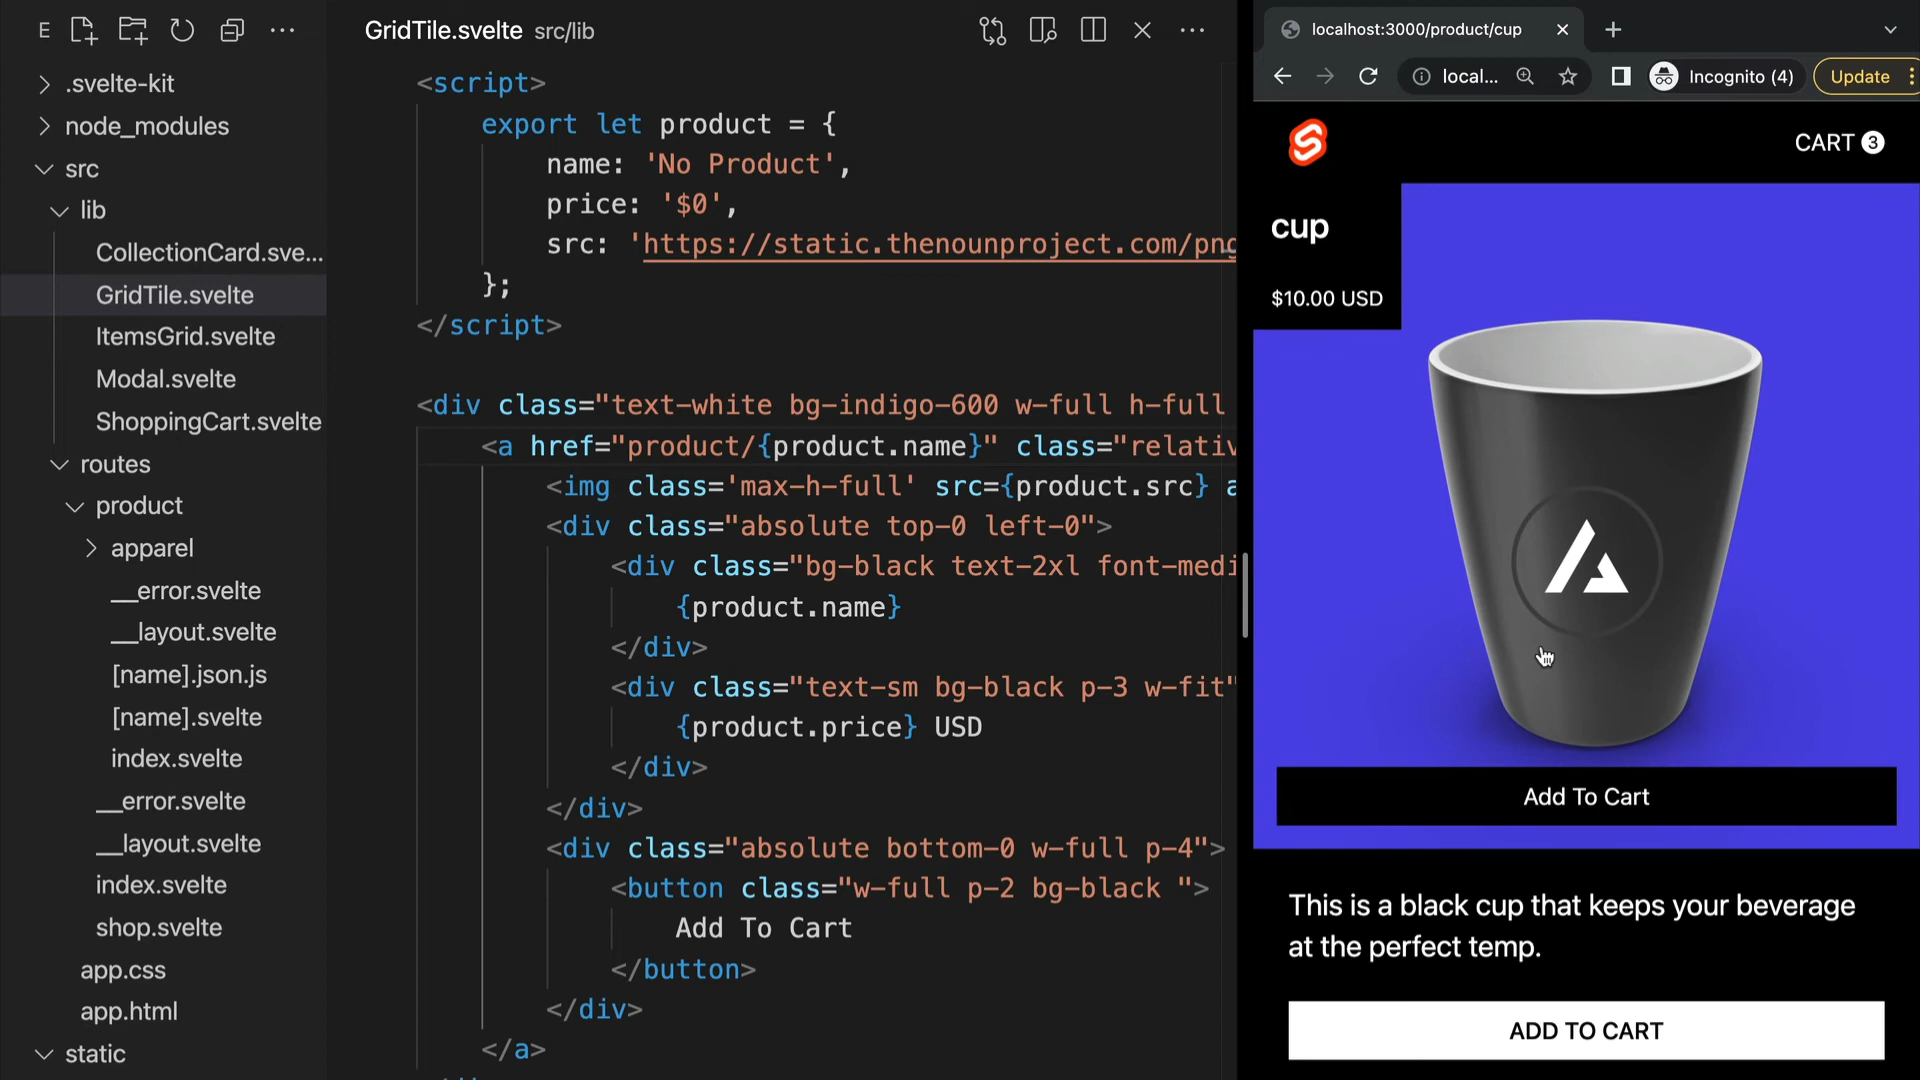 E
.svelte-kit
node_modules
src
lib
CollectionCard.sve...
GridTile.svelte
ItemsGrid.svelte
Modal.svelte
ShoppingCart.svelte
routes
product
apparel
__error.svelte
__layout.svelte
[name].json.js
[name].svelte
index.svelte
__error.svelte
__layout.svelte
index.svelte
shop.svelte
app.css
app.html
static
GridTile.svelte src/lib
<script>
export let product = {
name: 'No Product',
price: '$0',
src: 'https://static.thenounproject.com/png
};
</script>
<div class="text-white bg-indigo-600 w-full h-full
<a href="product/{product.name}" class="relativ
<img class='max-h-full' src={product.src} a
<div class="absolute top-0 left-0">
<div class="bg-black text-2xl font-medi
{product.name}
</div>
<div class="text-sm bg-black p-3 w-fit"
{product.price} USD
</div>
</div>
<div class="absolute bottom-0 w-full p-4">
<button class="w-full p-2 bg-black ">
Add To Cart
</button>
</div>
</a>
localhost:3000/product/cup
local...
Incognito (4)
Update
CART 3
cup
$10.00 USD
Add To Cart
This is a black cup that keeps your beverage
at the perfect temp.
ADD TO CART